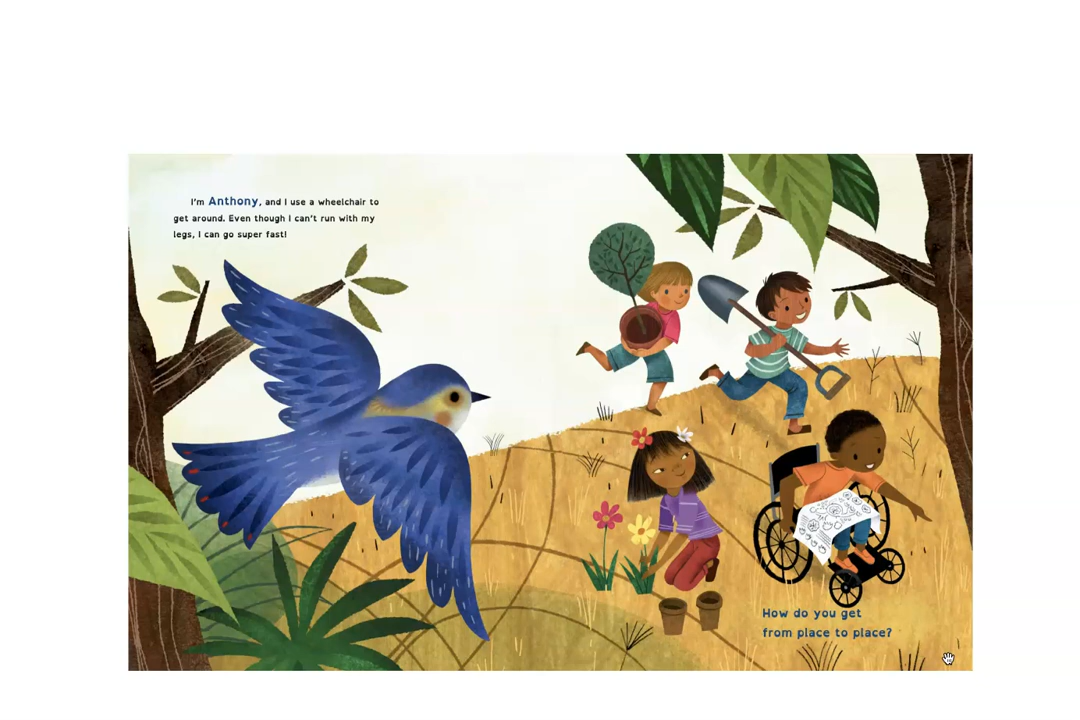 I'm Anthony, and I use a wheelchair to
get around. Even though I can't run with my
legs, I can go super fast!
How do you get
from place to place?